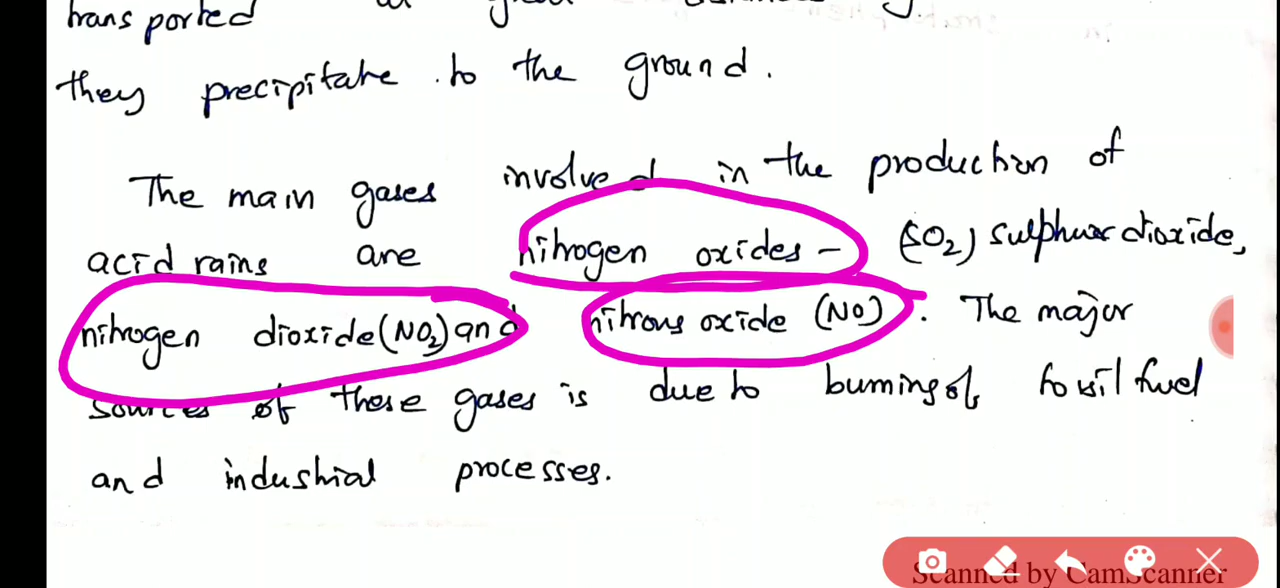 transported
they precipitate to the ground.
The main gases involved in the production of
acid rains are nitrogen oxides - (SO2) sulphur dioxide,
nitrogen dioxide (NO2) and nitrous oxide (NO). The major
sources of these gases is due to burning of fossil fuel
and industrial processes.
Scanned by CamScanner